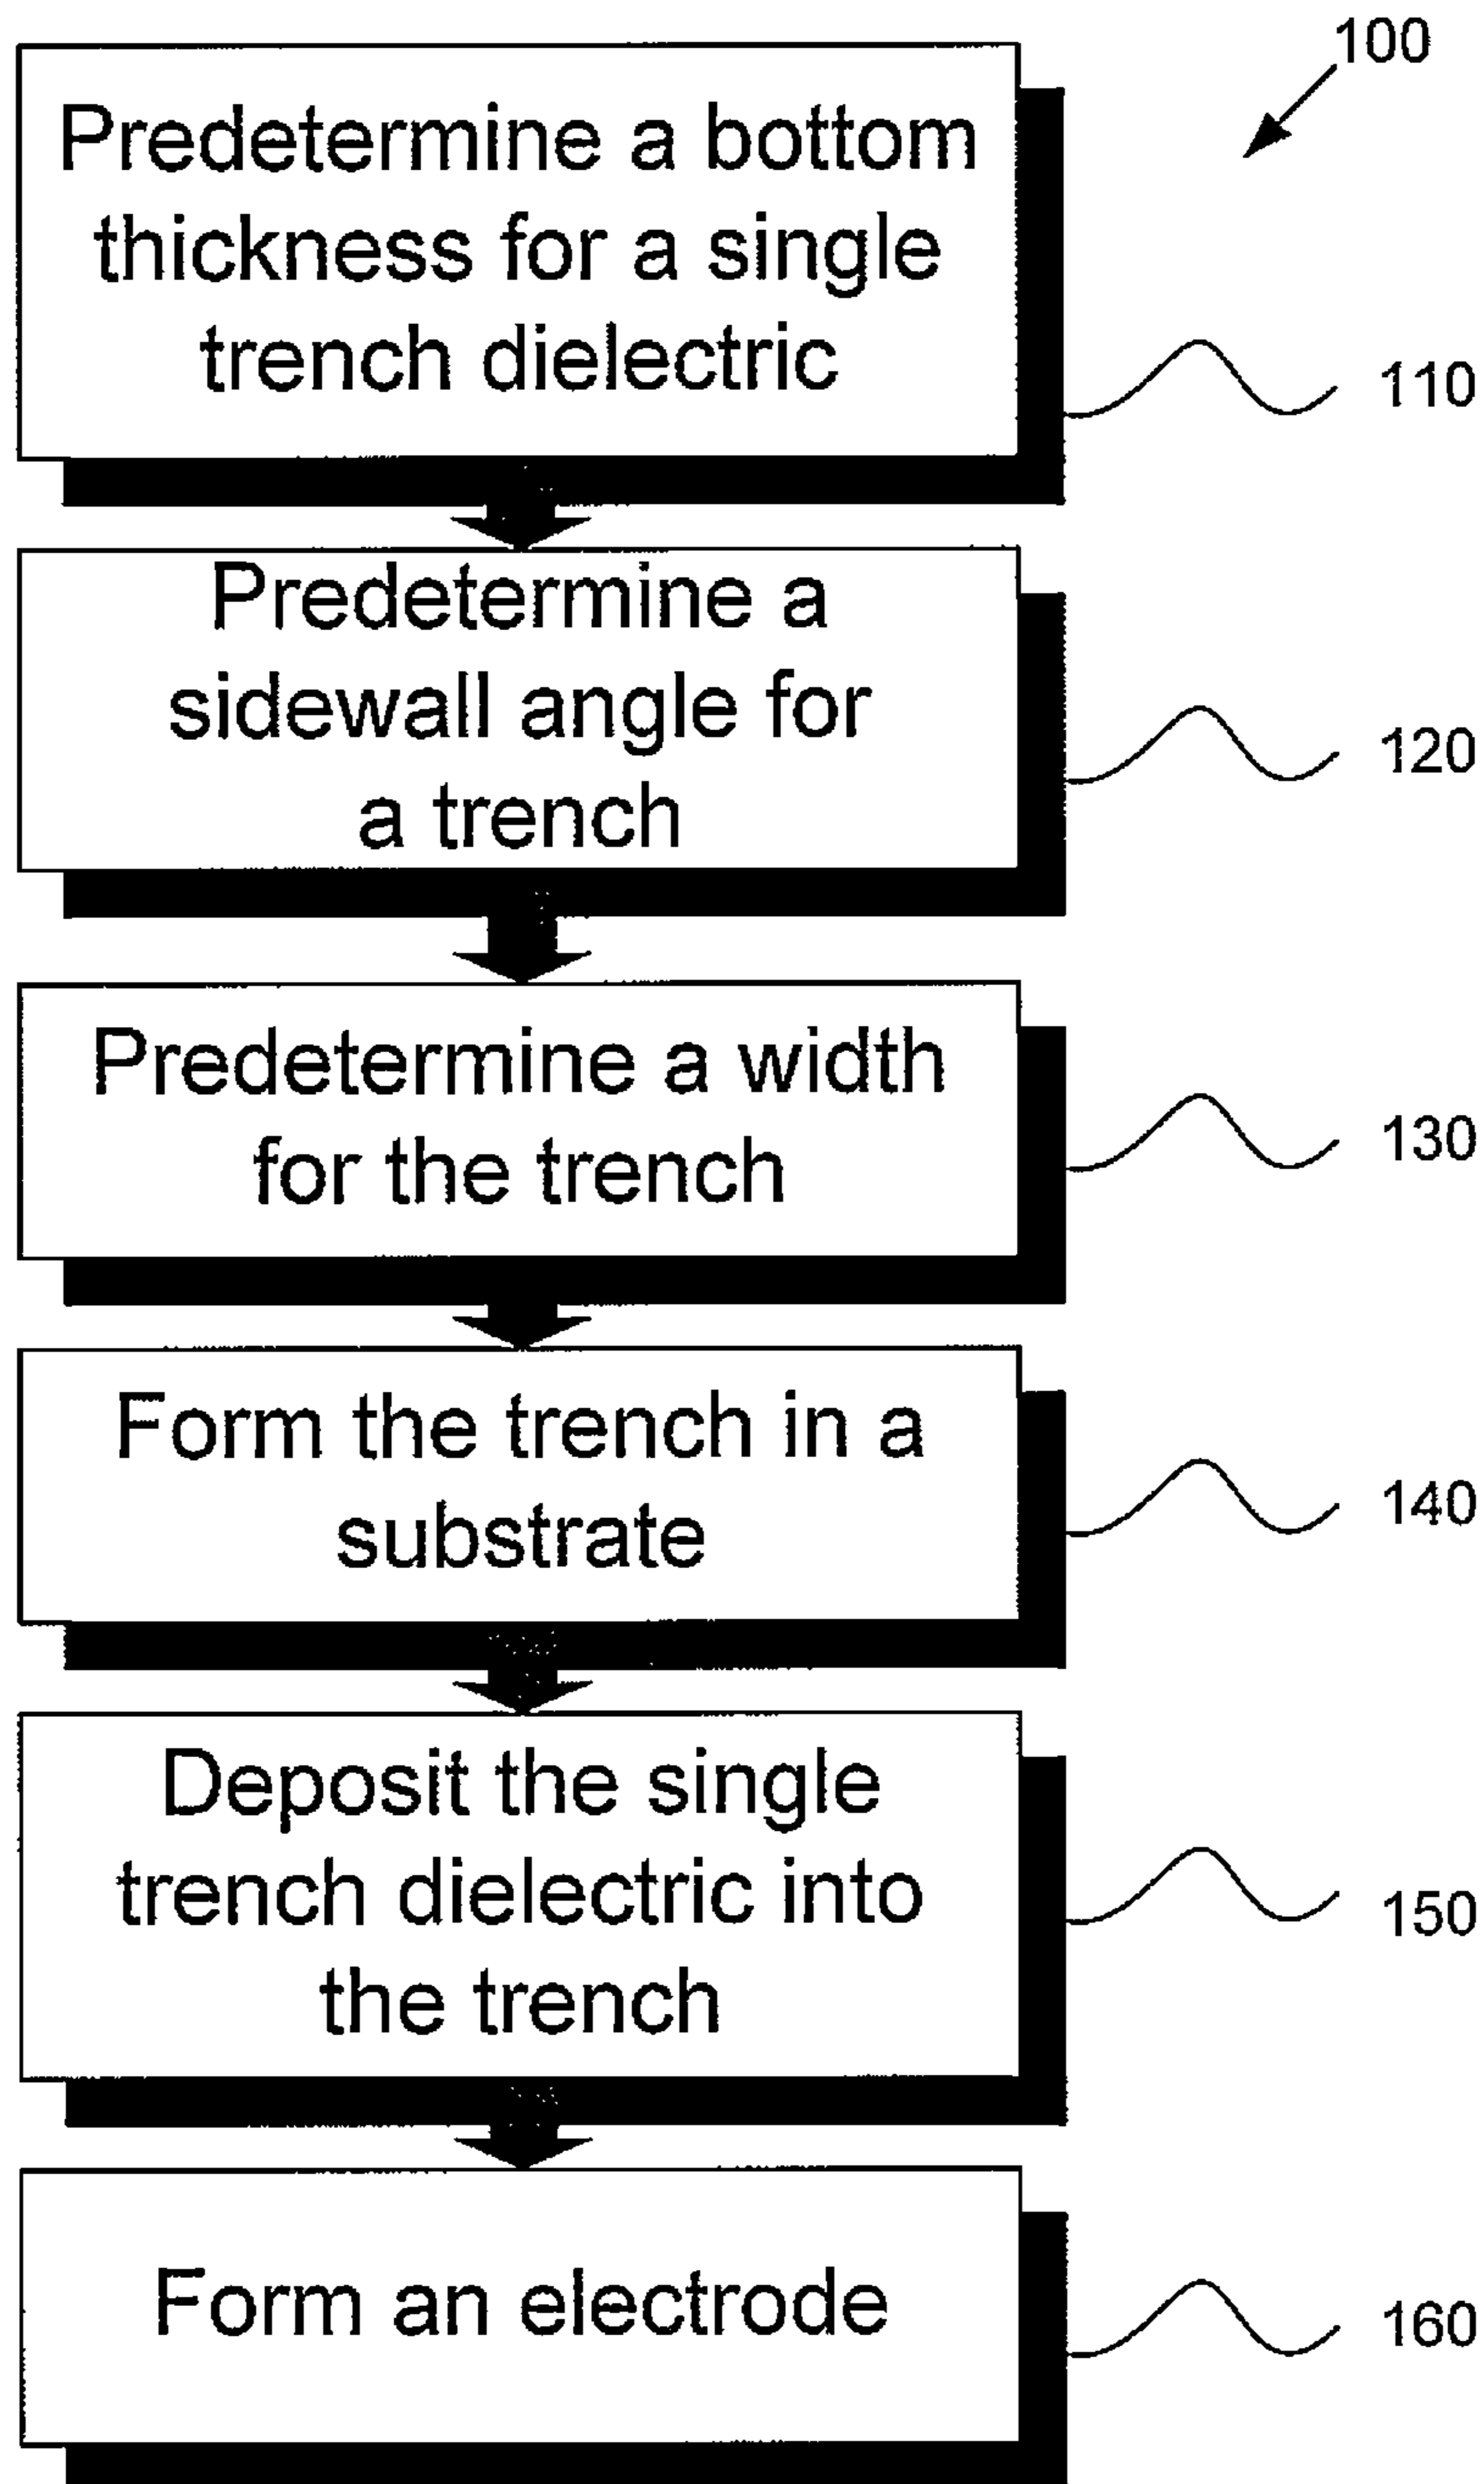 100
Predetermine a bottom
thickness for a single
trench dielectric
110
Predetermine a
sidewall angle for
a trench
120
Predetermine a width
for the trench
130
Form the trench in a
substrate
140
Deposit the single
trench dielectric into
the trench
150
Form an electrode
160